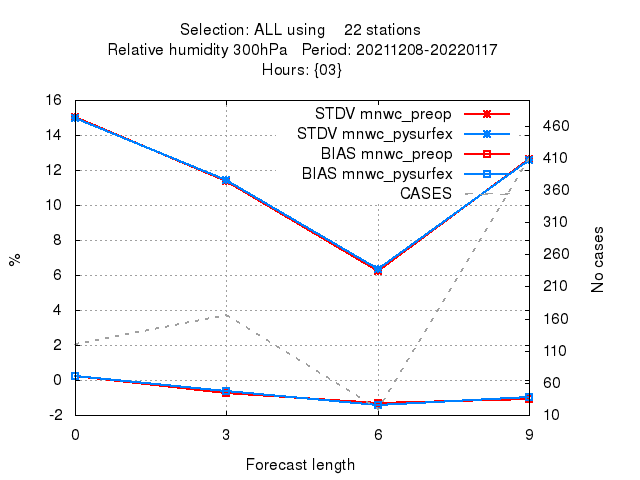 Selection: ALL using    22 stations
Relative humidity 300hPa   Period: 20211208-20220117
Hours: {03}
STDV mnwc_preop
STDV mnwc_pysurfex
BIAS mnwc_preop
BIAS mnwc_pysurfex
CASES
16
14
12
10
8
6
4
2
0
-2
%
460
410
360
310
260
210
160
110
60
10
No cases
0 3 6 9
Forecast length